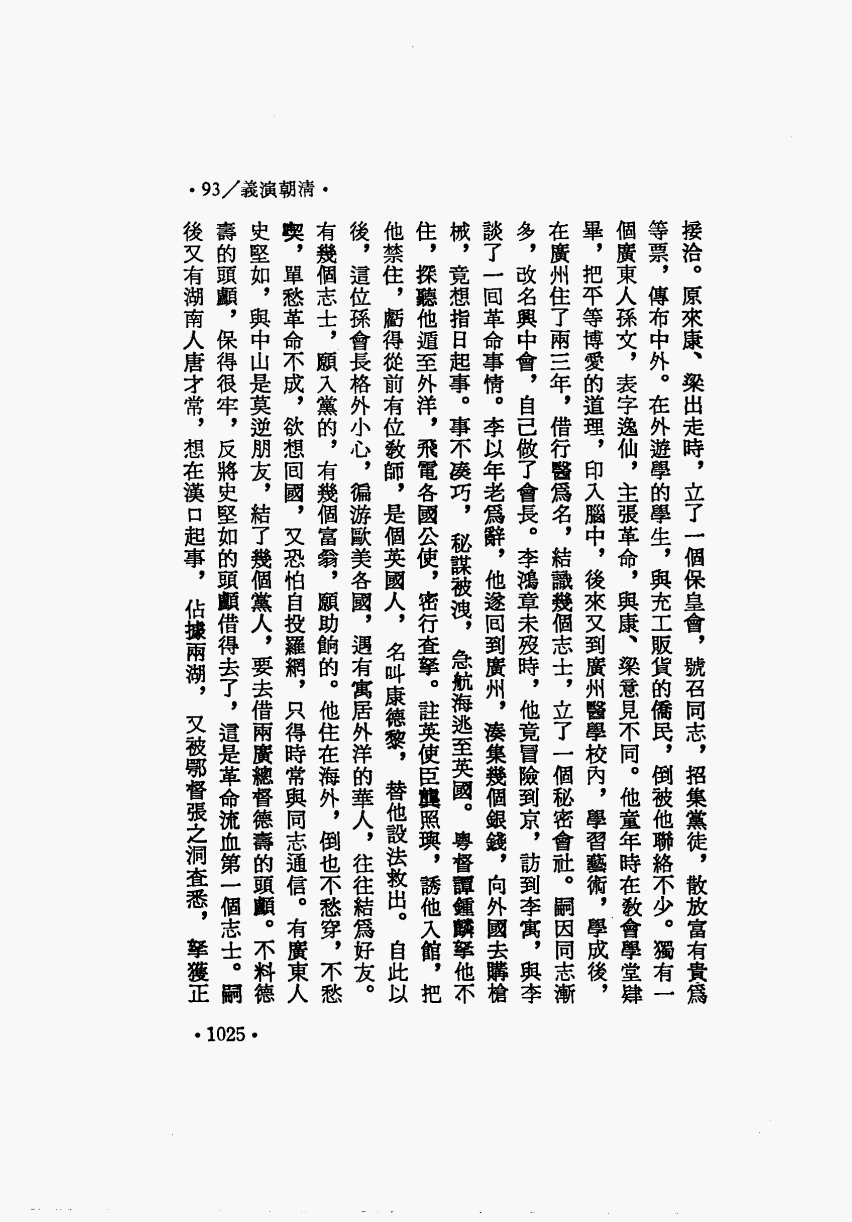 •清朝演義/93•
接洽。原來康、梁出走時，立了一個保皇會，號召同志，招集黨徒，散放富有貴爲
等票，傳布中外。在外遊學的學生，與充工販貨的僑民，倒被他聯絡不少。獨有一
個廣東人孫文，表字逸仙，主張革命，與康、梁意見不同。他童年時在教會學堂肄
畢，把平等博愛的道理，印入腦中，後來又到廣州醫學校內，學習藝術，學成後，
在廣州住了兩三年，借行醫爲名，結識幾個志士，立了一個秘密會社。嗣因同志漸
多，改名興中會，自己做了會長。李鴻章未歿時，他竟冒險到京，訪到李寓，與李
談了一回革命事情。李以年老爲辭，他遂回到廣州，湊集幾個銀錢，向外國去購槍
械，竟想指日起事。事不湊巧，秘謀被洩，急航海逃至英國。粵督譚鍾麟拏他不
住，探聽他遁至外洋，飛電各國公使，密行查拏。註英使臣龔照璵，誘他入館，把
他禁住，虧得從前有位教師，是個英國人，名叫康德黎，替他設法救出。自此以
後，這位孫會長格外小心，徧游歐美各國，遇有寓居外洋的華人，往往結爲好友。
有幾個志士，願入黨的，有幾個富翁，願助餉的。他住在海外，倒也不愁穿，不愁
喫，單愁革命不成，欲想回國，又恐怕自投羅網，只得時常與同志通信。有廣東人
史堅如，與中山是莫逆朋友，結了幾個黨人，要去借兩廣總督德壽的頭顱。不料德
壽的頭顱，保得很牢，反將史堅如的頭顱借得去了，這是革命流血第一個志士。嗣
後又有湖南人唐才常，想在漢口起事，佔據兩湖，又被鄂督張之洞查悉，拏獲正
•1025•